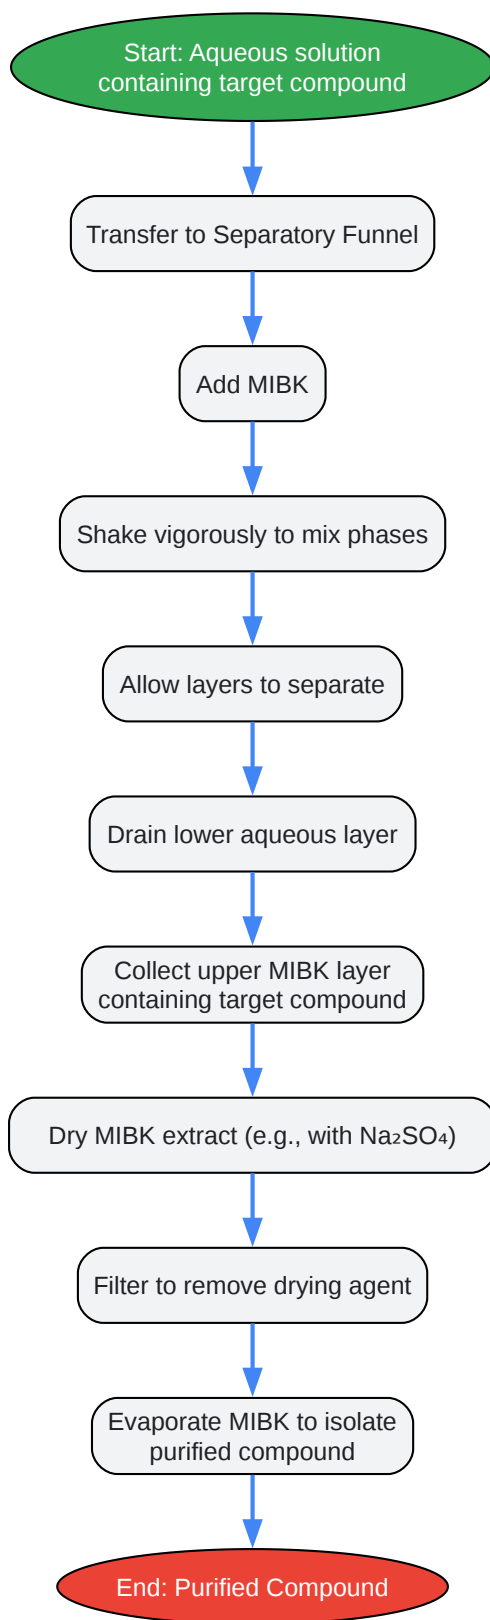 Start: Aqueous solution
containing target compound
Transfer to Separatory Funnel
Add MIBK
Shake vigorously to mix phases
Allow layers to separate
Drain lower aqueous layer
Collect upper MIBK layer
containing target compound
Dry MIBK extract (e.g., with Na₂SO₄)
Filter to remove drying agent
Evaporate MIBK to isolate
purified compound
End: Purified Compound